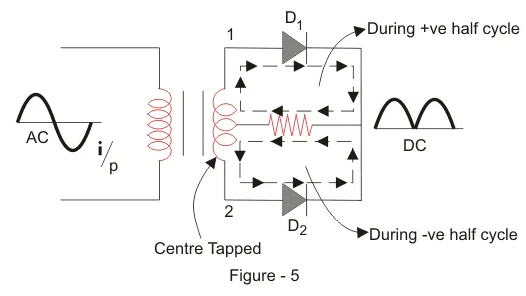 1
D1
During +ve half cycle
AC
i/p
DC
2
D2
During -ve half cycle
Centre Tapped
Figure - 5